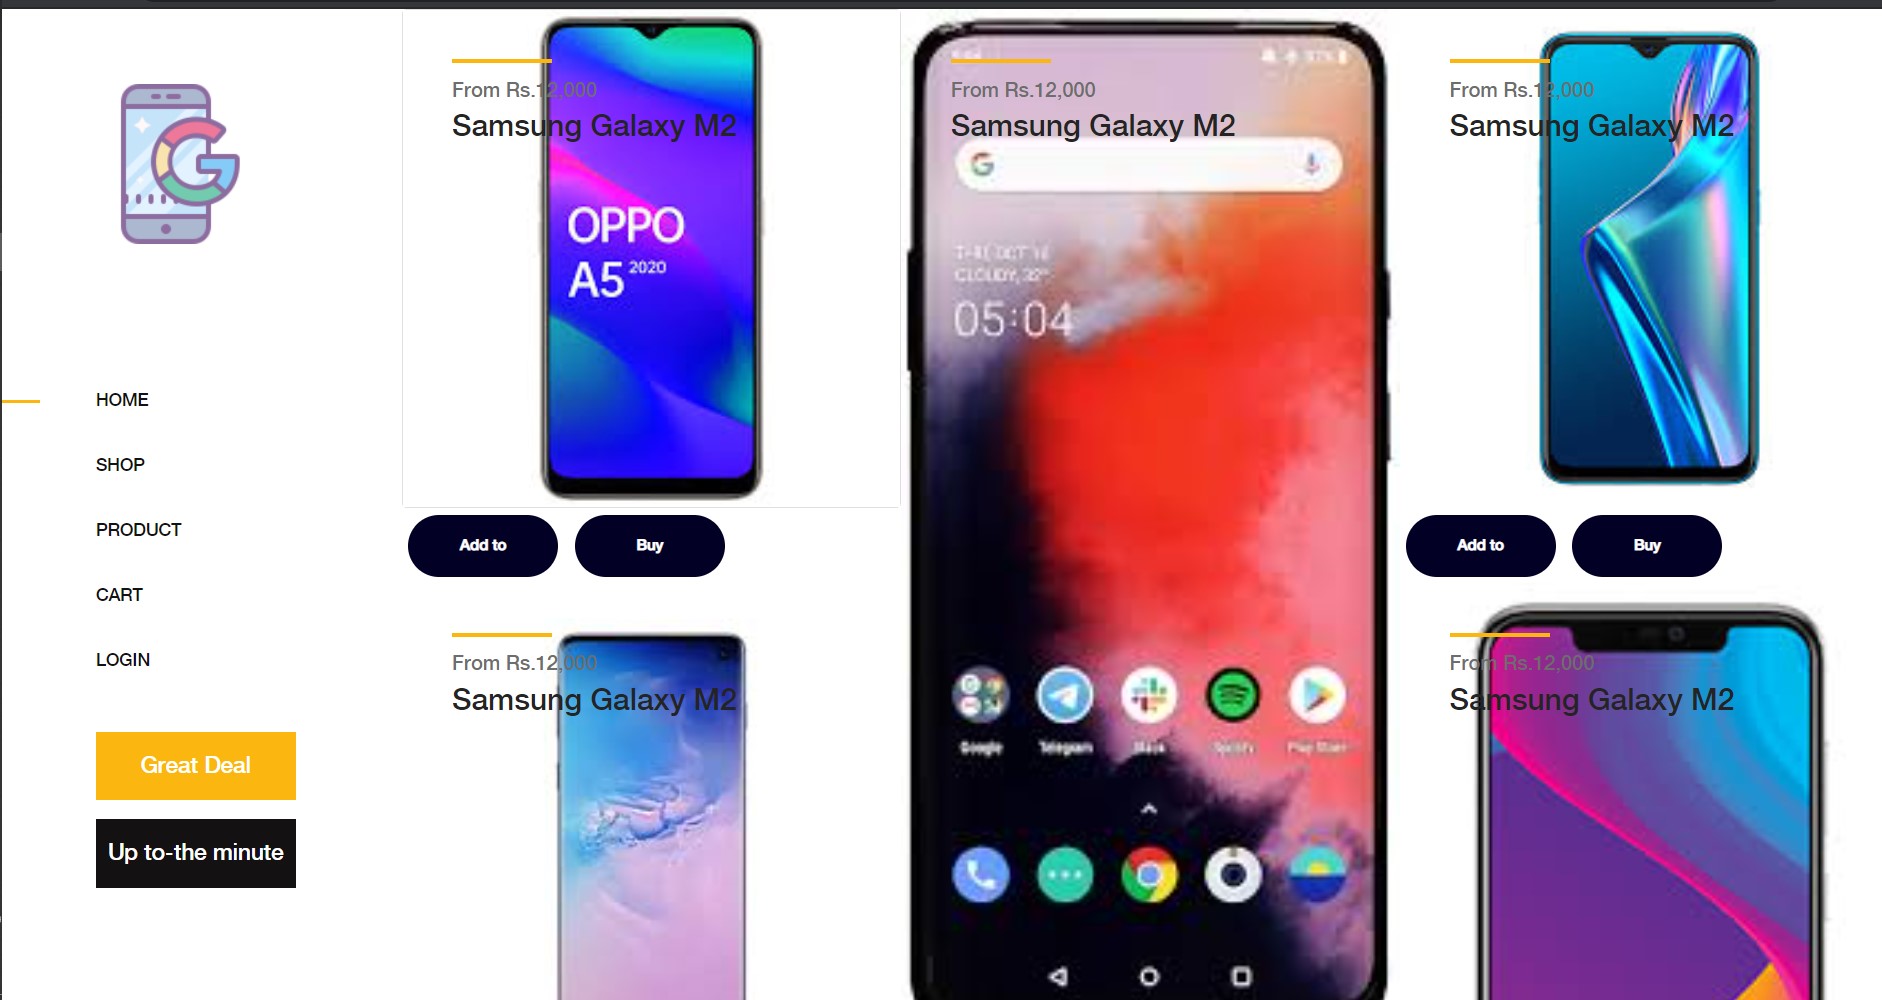 HOME
SHOP
PRODUCT
CART
LOGIN
Great Deal
Up to-the minute
From Rs.12,000
Samsung Galaxy M2
OPPO
A5 2020
Add to
Buy
From Rs.12,000
Samsung Galaxy M2
THU, OCT
CLOUDY,
05:04
Google
Telegram
Slack
Spotify
Play Store
From Rs.12,000
Samsung Galaxy M2
Add to
Buy
From Rs.12,000
Samsung Galaxy M2
From Rs.12,000
Samsung Galaxy M2